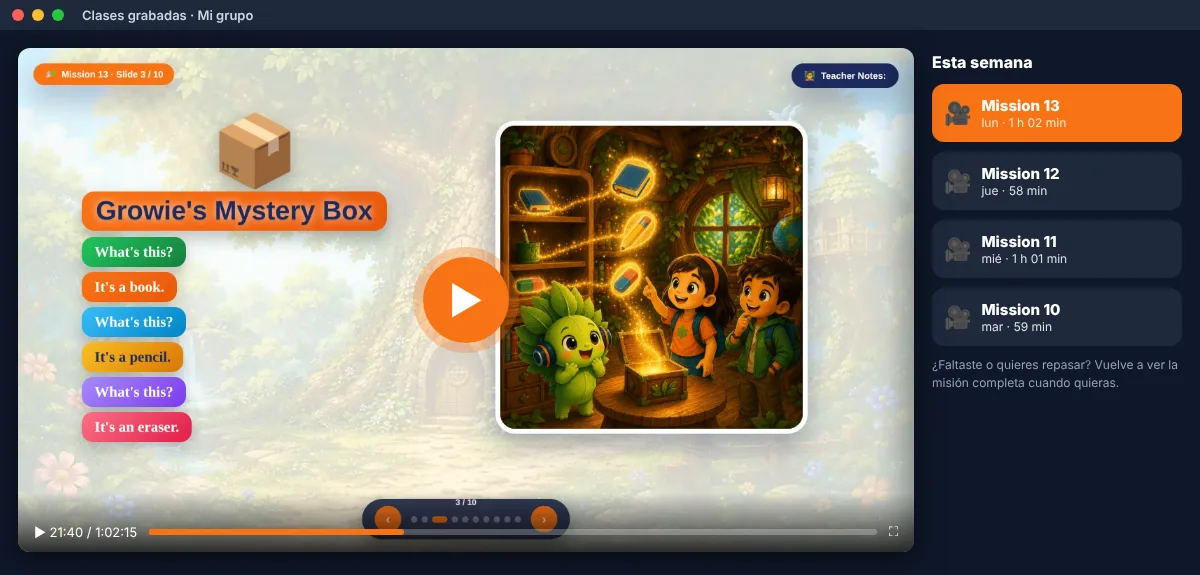 Clases grabadas · Mi grupo
Mission 13 · Slide 3 / 10
Teacher Notes:
Growie's Mystery Box
What's this?
It's a book.
What's this?
It's a pencil.
What's this?
It's an eraser.
3 / 10
21:40 / 1:02:15
Esta semana
Mission 13
lun · 1 h 02 min
Mission 12
jue · 58 min
Mission 11
mié · 1 h 01 min
Mission 10
mar · 59 min
¿Faltaste o quieres repasar? Vuelve a ver la
misión completa cuando quieras.